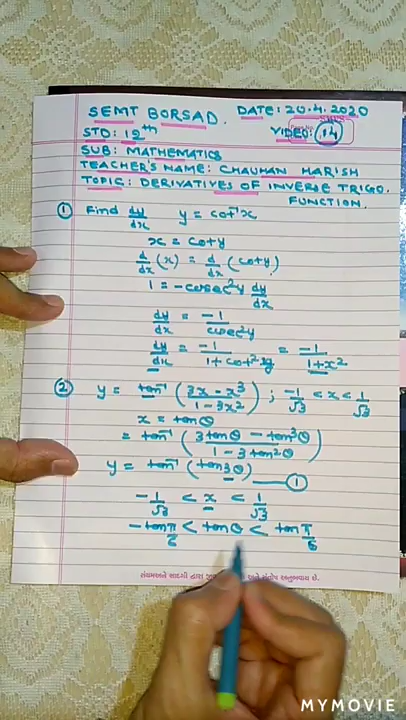 SEMT BORSAD. DATE: 20.4.2020
STD: 12th VIDEO: 14
SUB: MATHEMATICS
TEACHER'S NAME: CHAUHAN HARISH
TOPIC: DERIVATIVES OF INVERSE TRIGO. FUNCTION.
① Find dy/dx y = cot⁻¹x
x = coty
d/dx (x) = d/dx (coty)
1 = -cosec²y dy/dx
dy/dx = -1/cosec²y
dy/dx = -1/1+cot²y = -1/1+x²
② y = tan⁻¹ (3x - x³/1 - 3x²) ; -1/√3 < x < 1/√3
x = tanθ
= tan⁻¹ (3tanθ - tan³θ/1 - 3tan²θ)
y = tan⁻¹ (tan3θ) — ①
-1/√3 < x < 1/√3
-tan π/6 < tanθ < tan π/6
MYMOVIE